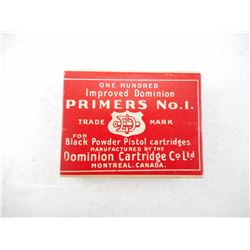 ONE HUNDRED
Improved Dominion
PRIMERS No.1.
TRADE MARK
FOR
Black Powder Pistol cartridges.
MANUFACTURED BY THE
Dominion Cartridge Co Ltd
MONTREAL. CANADA.